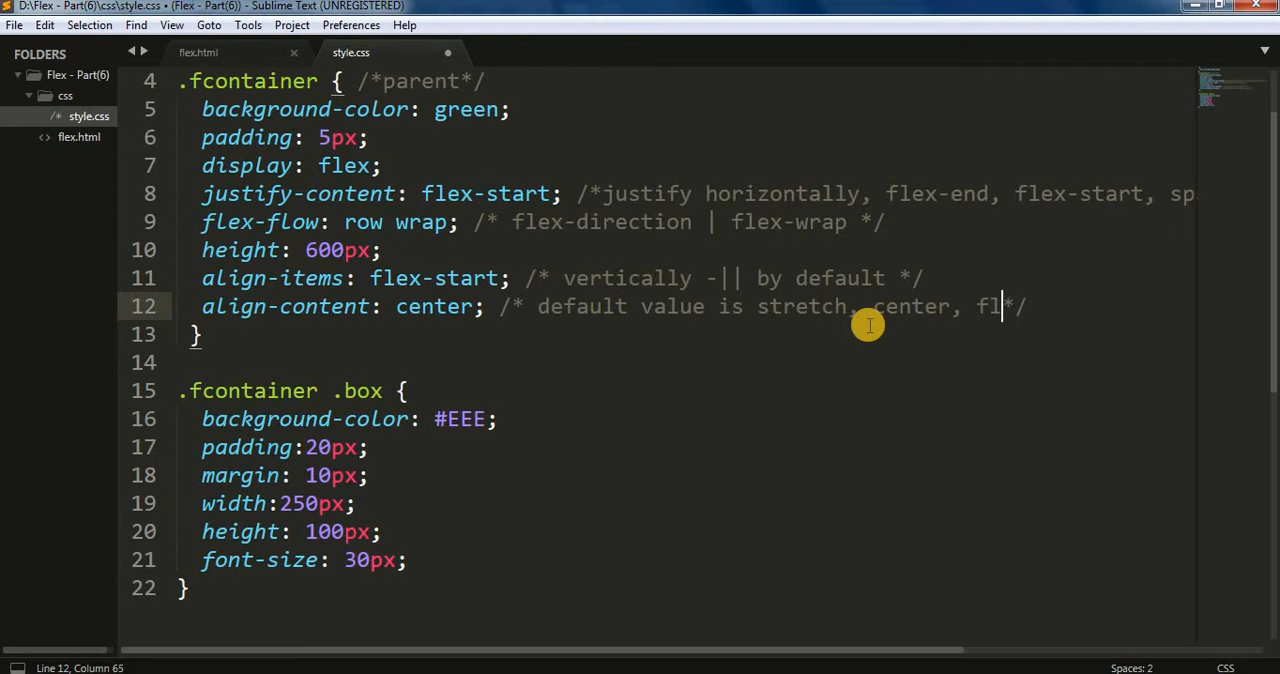 D:\Flex - Part(6)\css\style.css • (Flex - Part(6)) - Sublime Text (UNREGISTERED)
File Edit Selection Find View Goto Tools Project Preferences Help
FOLDERS
Flex - Part(6)
css
/* style.css
<> flex.html
flex.html × style.css
4 .fcontainer { /*parent*/
5 background-color: green;
6 padding: 5px;
7 display: flex;
8 justify-content: flex-start; /*justify horizontally, flex-end, flex-start, sp
9 flex-flow: row wrap; /* flex-direction | flex-wrap */
10 height: 600px;
11 align-items: flex-start; /* vertically -|| by default */
12 align-content: center; /* default value is stretch, center, fl*/
13 }
14
15 .fcontainer .box {
16 background-color: #EEE;
17 padding:20px;
18 margin: 10px;
19 width:250px;
20 height: 100px;
21 font-size: 30px;
22 }
Line 12, Column 65 Spaces: 2 CSS